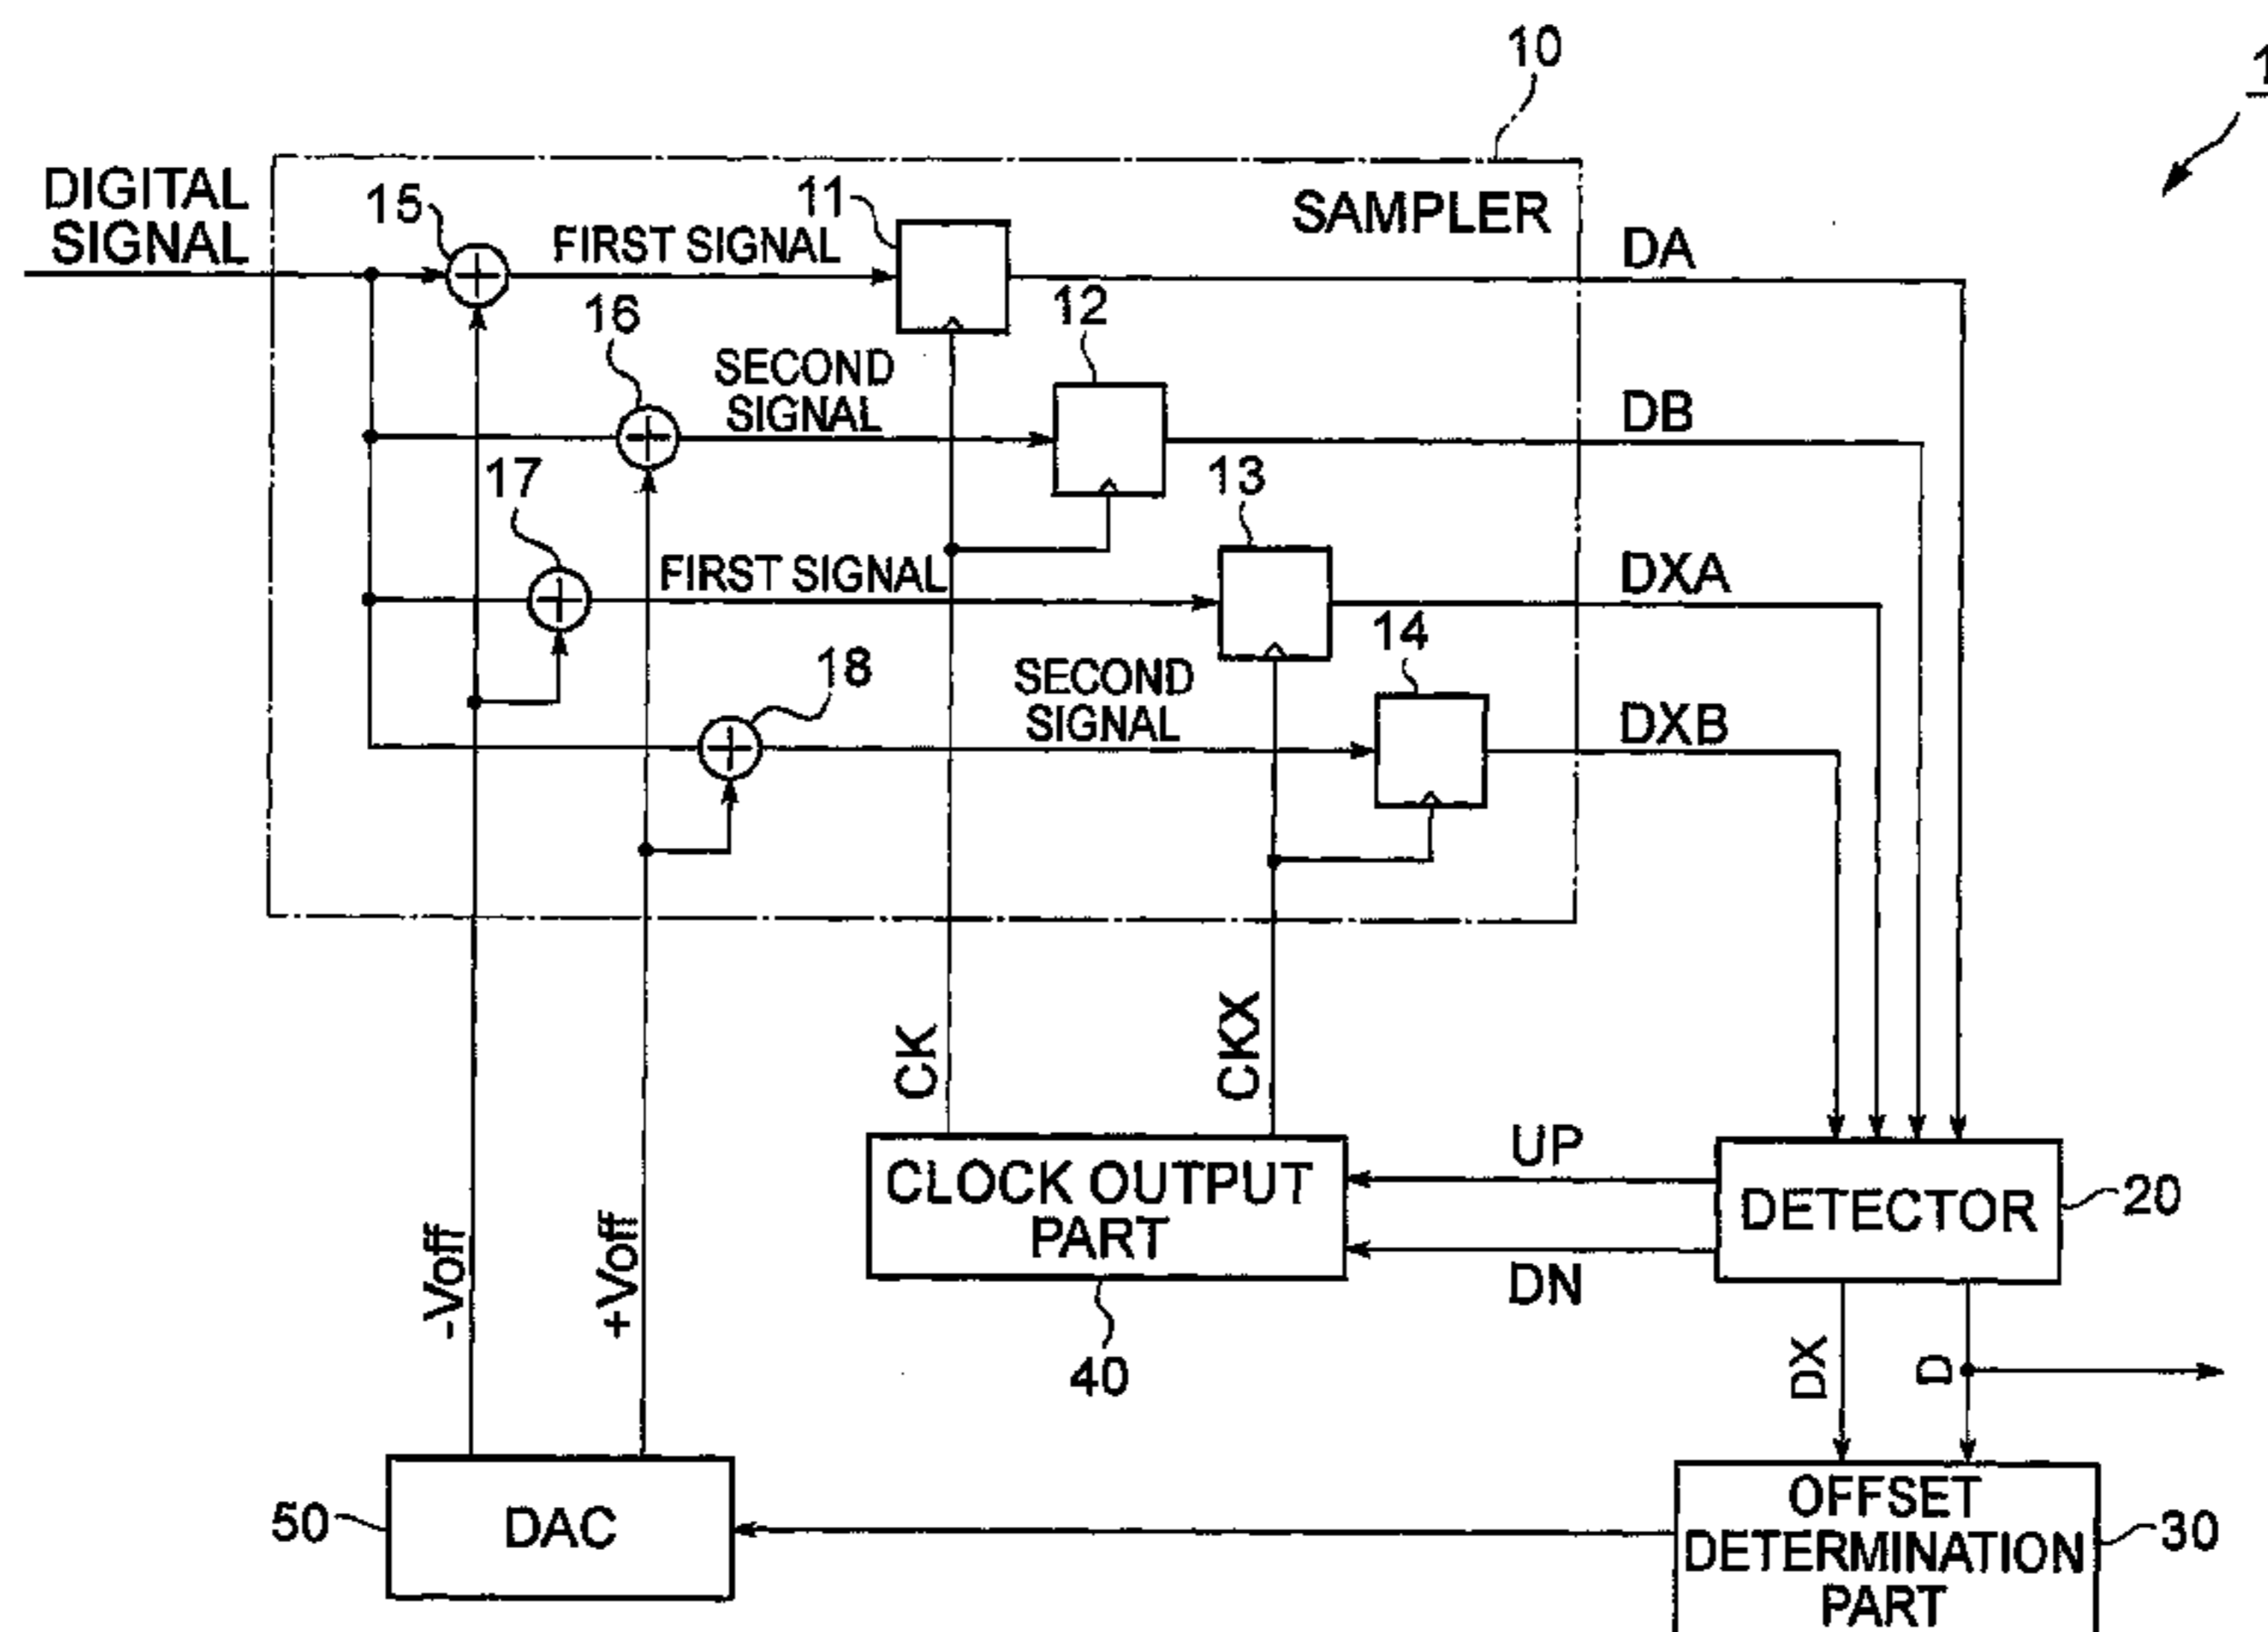 10
1
DIGITAL
SIGNAL
15
FIRST SIGNAL
11
SAMPLER
DA
16
SECOND
SIGNAL
12
DB
17
FIRST SIGNAL
13
DXA
18
SECOND
SIGNAL
14
DXB
CK
CKX
-Voff
+Voff
CLOCK OUTPUT
PART
40
UP
DN
DETECTOR
20
DX
D
50
DAC
OFFSET
DETERMINATION
PART
30